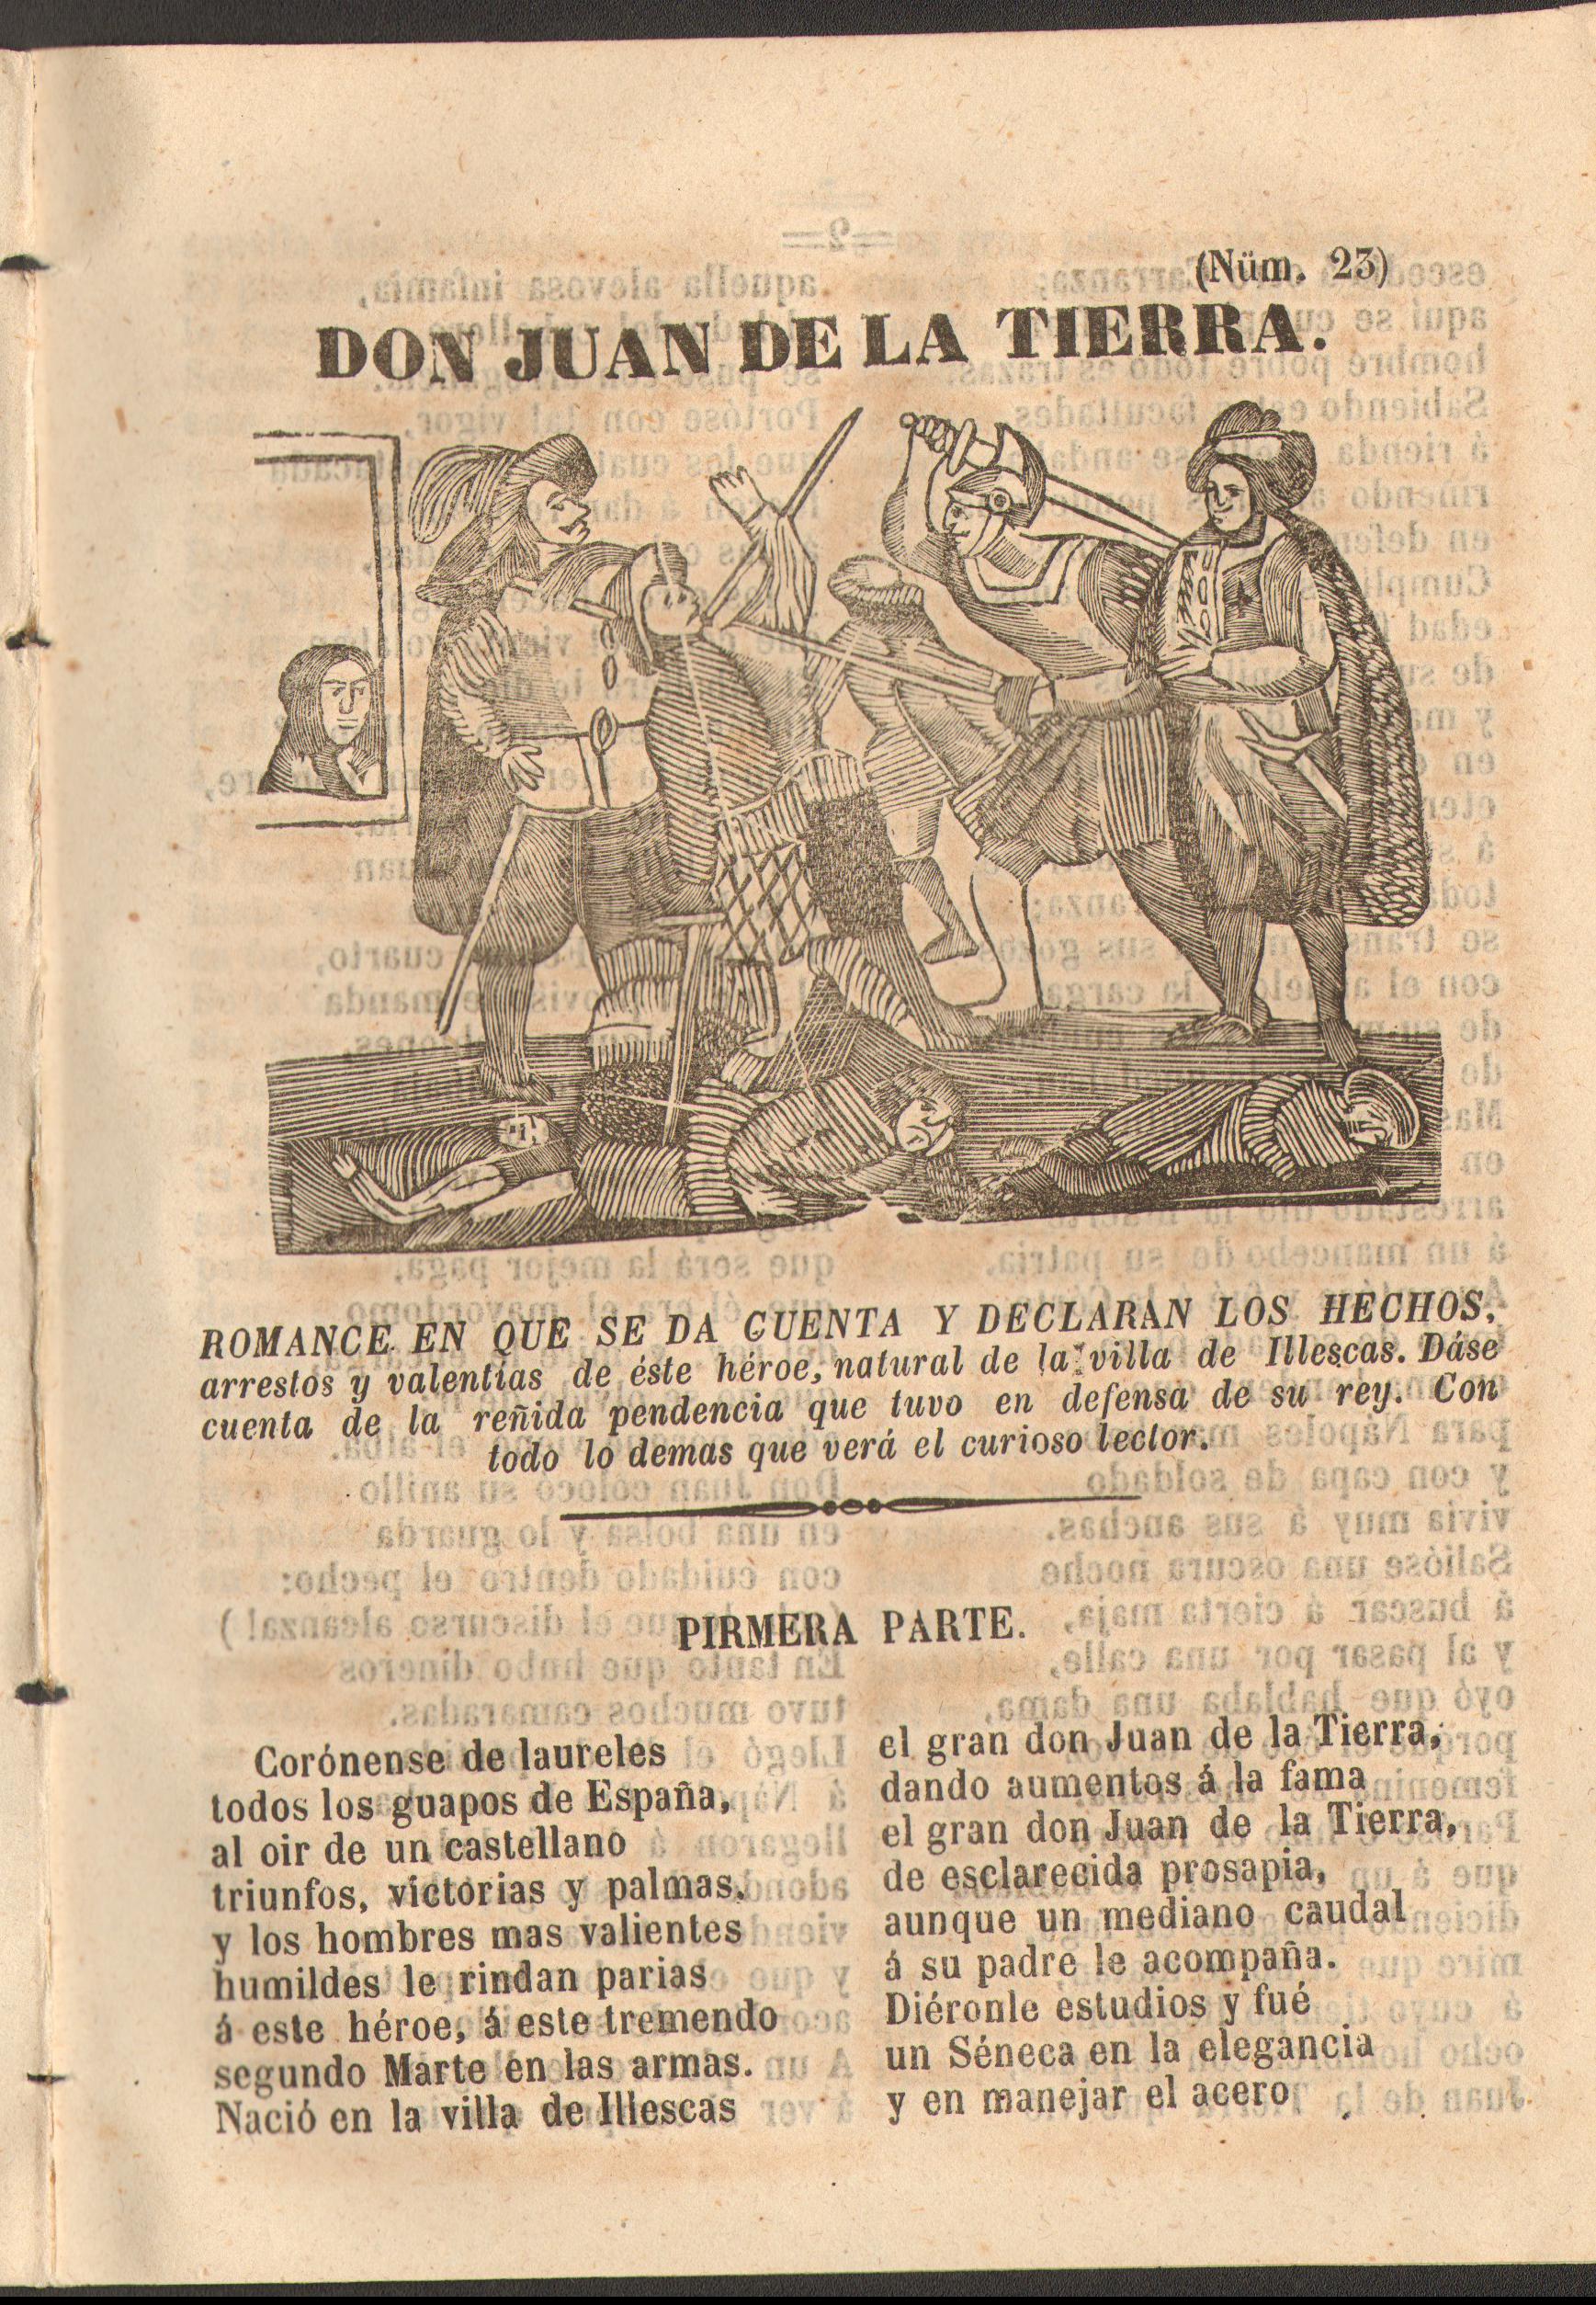 (Núm. 23)
DON JUAN DE LA TIERRA.
ROMANCE EN QUE SE DA CUENTA Y DECLARAN LOS HECHOS,
arrestos y valentías de éste héroe, natural de la villa de Illescas. Dáse
cuenta de la reñida pendencia que tuvo en defensa de su rey. Con
todo lo demas que verá el curioso lector.
PIRMERA PARTE.
Corónense de laureles
todos los guapos de España,
al oir de un castellano
triunfos, victorias y palmas,
y los hombres mas valientes
humildes le rindan parias
á este héroe, á este tremendo
segundo Marte en las armas.
Nació en la villa de Illescas
el gran don Juan de la Tierra,
dando aumentos á la fama
el gran don Juan de la Tierra,
de esclarecida prosapia,
aunque un mediano caudal
á su padre le acompaña.
Diéronle estudios y fué
un Séneca en la elegancia
y en manejar el acero